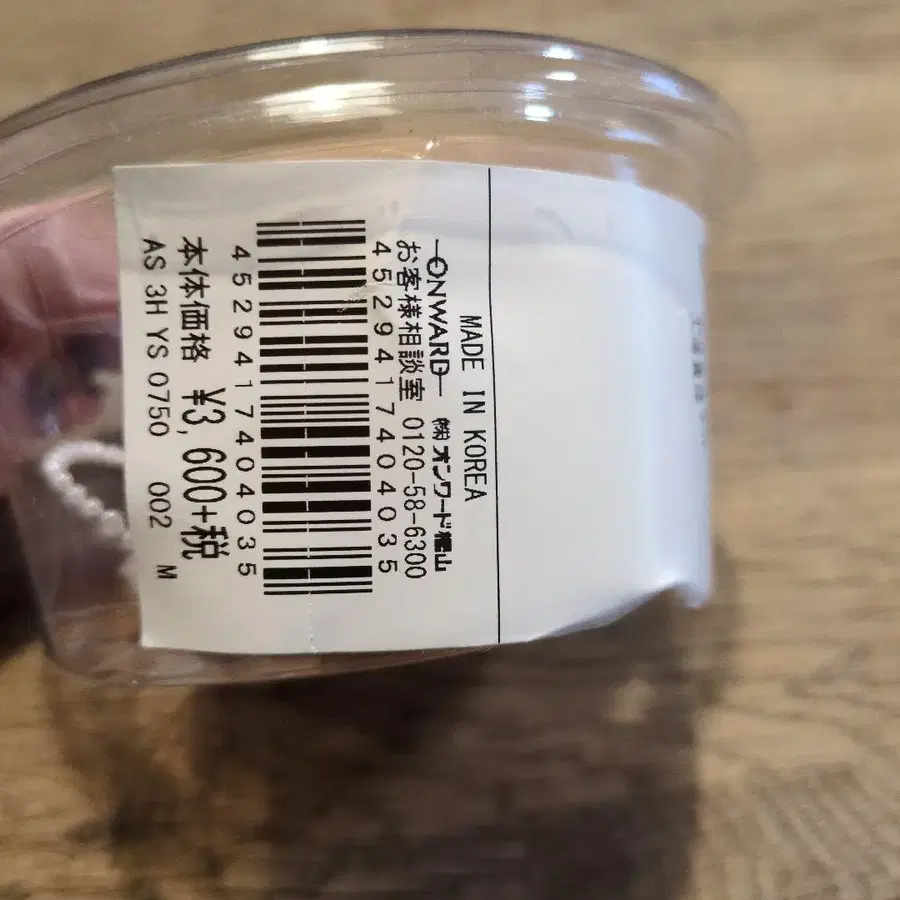 MADE IN KOREA
ONWARD ㈱オンワード樫山
お客様相談室 0120-58-6300
4529417404035
4529417404035
本体価格 ¥3,600+税
AS 3H YS 0750 002 M